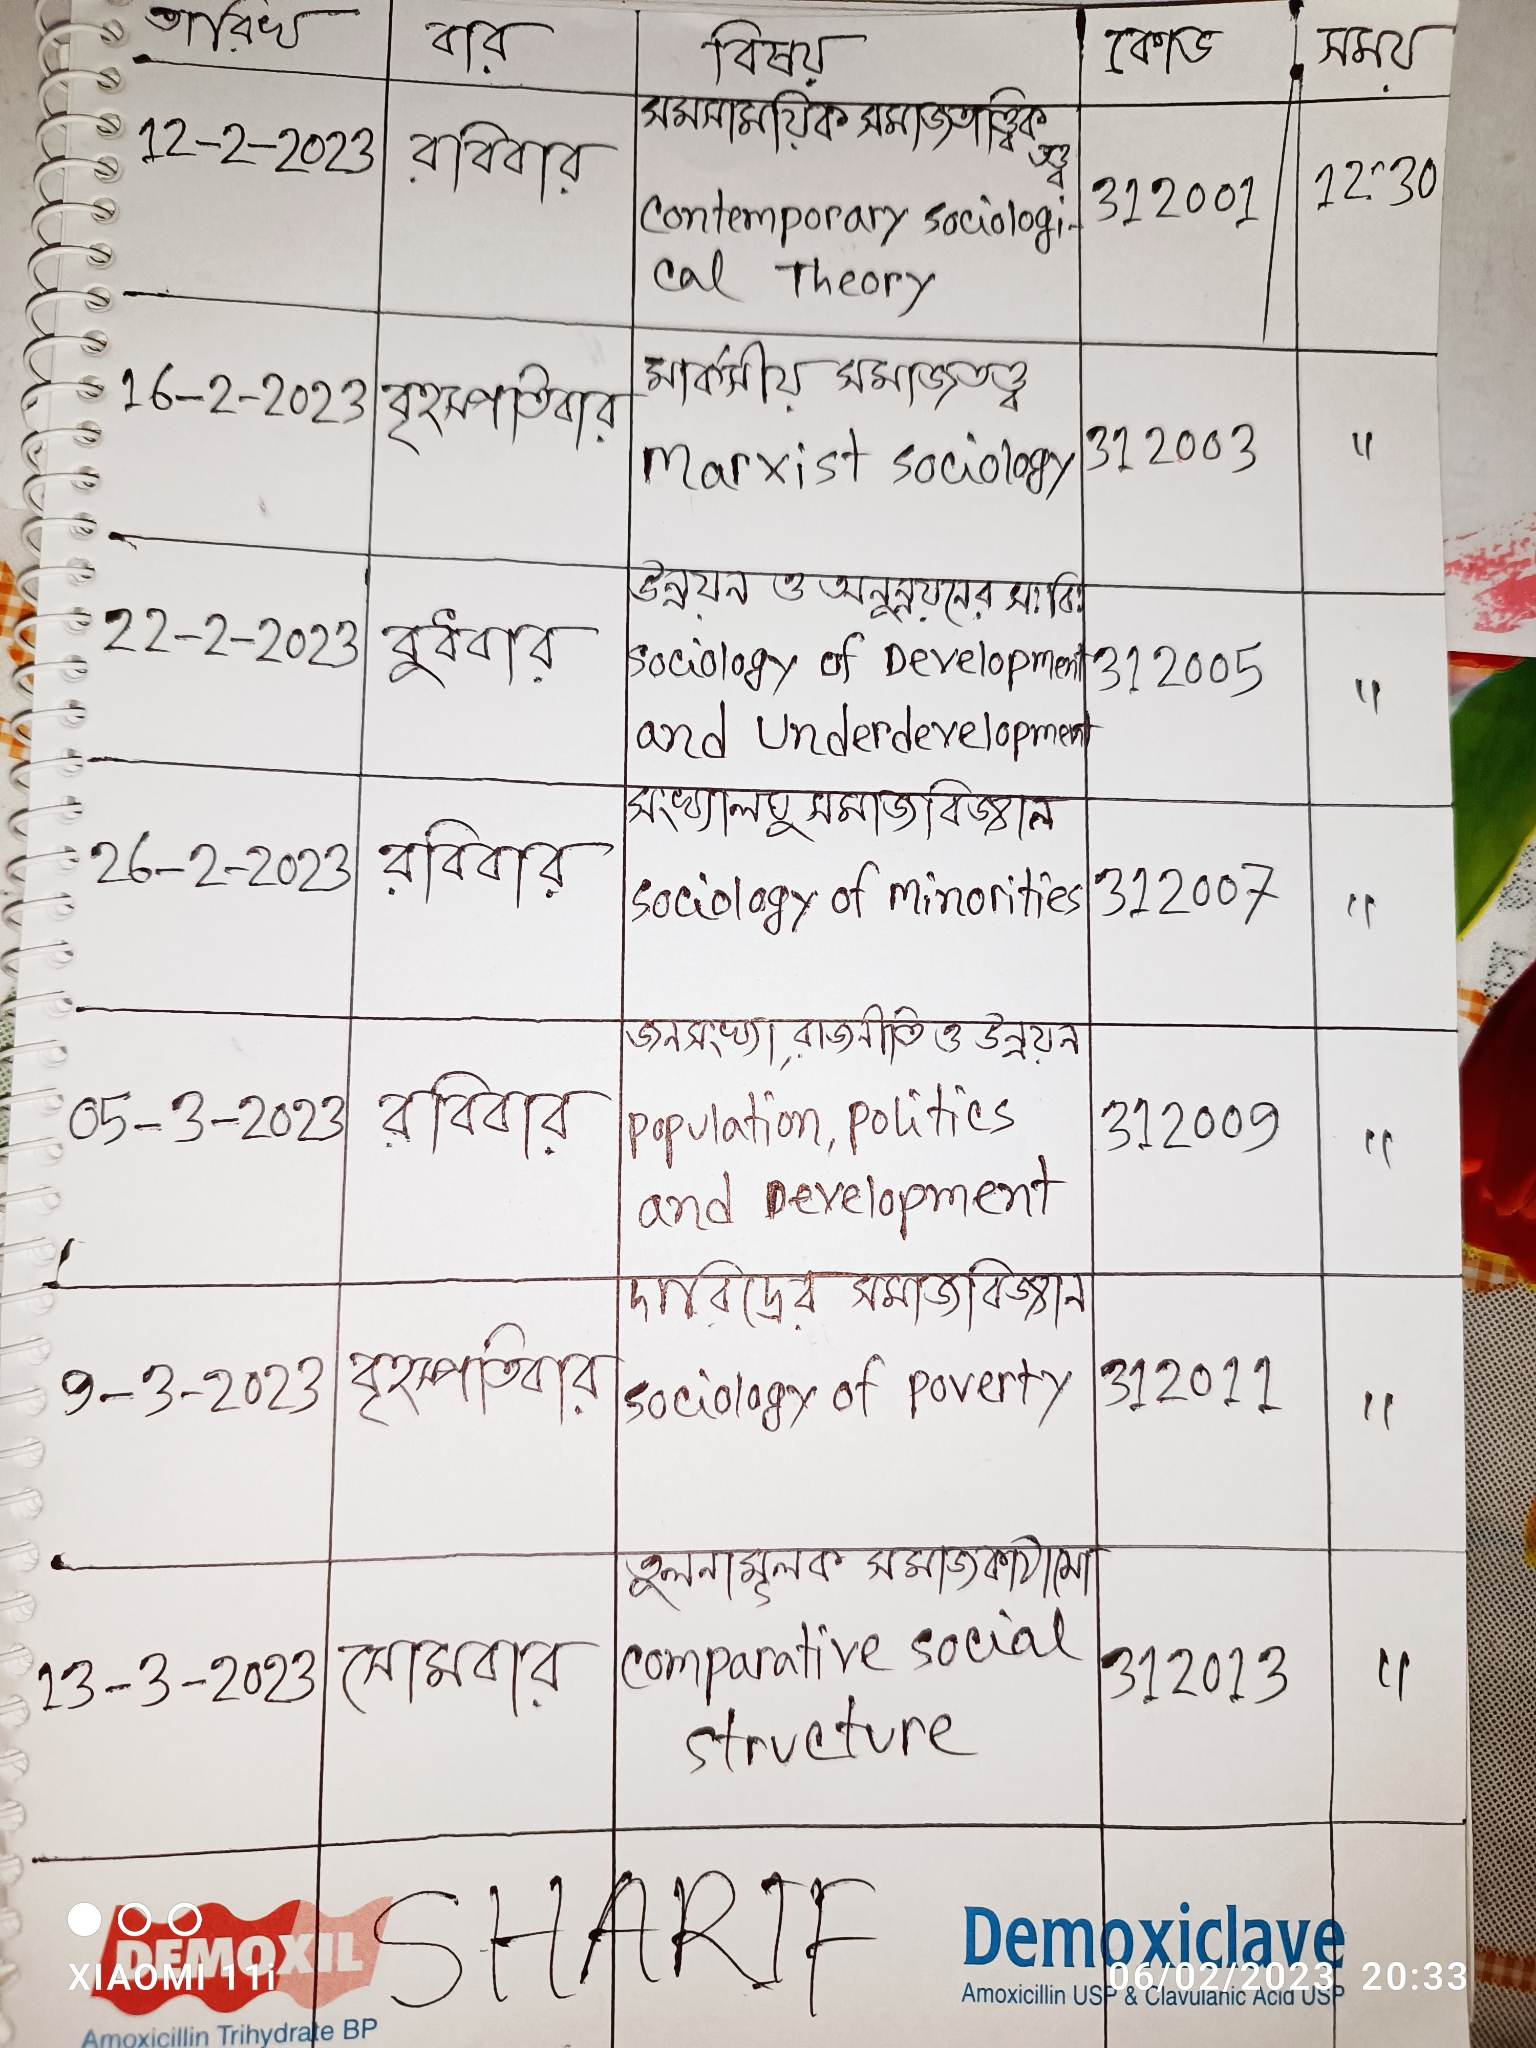 তারিখ বার বিষয় কোড সময়
12-2-2023 রবিবার সমসাময়িক সমাজতাত্ত্বিক তত্ত্ব 312001 12:30
Contemporary sociologi-
cal Theory
16-2-2023 বৃহস্পতিবার মার্কসীয় সমাজতত্ত্ব 312003 "
Marxist sociology
22-2-2023 বুধবার উন্নয়ন ও অনুন্নয়নের সঃবিঃ 312005 "
sociology of Development
and Underdevelopment
26-2-2023 রবিবার সংখ্যালঘু সমাজবিজ্ঞান 312007 "
sociology of minorities
05-3-2023 রবিবার জনসংখ্যা, রাজনীতি ও উন্নয়ন 312009 "
population, politics
and Development
9-3-2023 বৃহস্পতিবার দারিদ্রের সমাজবিজ্ঞান 312011 "
sociology of poverty
13-3-2023 সোমবার তুলনামূলক সমাজকাঠামো 312013 "
comparative social
structure
SHARIF
DEMOXIL
Amoxicillin Trihydrate BP
Demoxiclave
Amoxicillin USP & Clavulanic Acid USP
XIAOMI 11i
06/02/2023 20:33